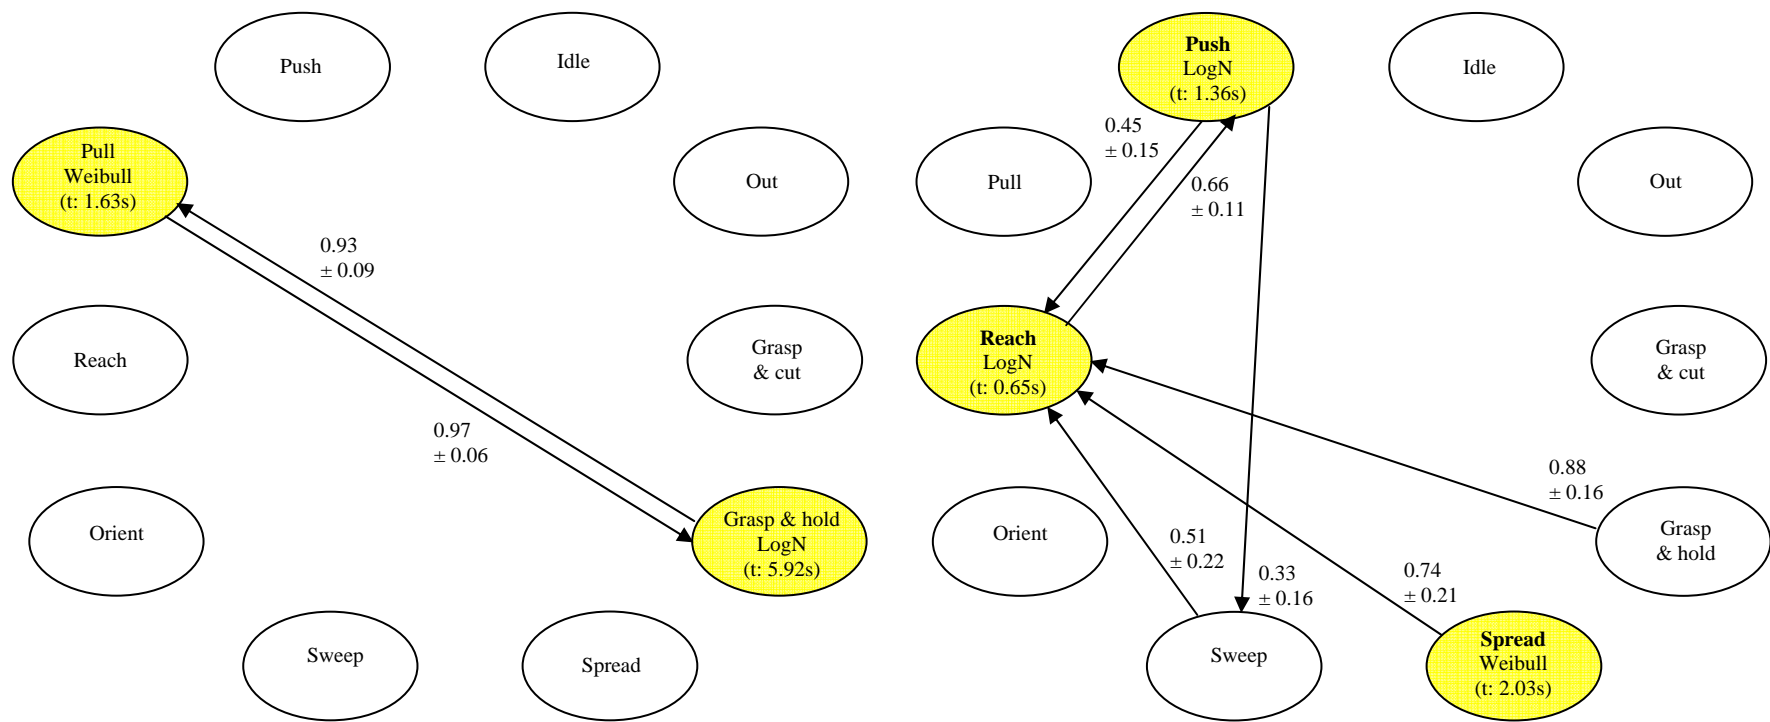 Push
Idle
Pull
Weibull
(t: 1.63s)
Out
0.93
± 0.09
Reach
Grasp
& cut
0.97
± 0.06
Orient
Grasp & hold
LogN
(t: 5.92s)
Sweep
Spread
Push
LogN
(t: 1.36s)
Idle
0.45
± 0.15
Pull
0.66
± 0.11
Out
Reach
LogN
(t: 0.65s)
Grasp
& cut
0.88
± 0.16
Orient
0.51
± 0.22
Grasp
& hold
0.33
± 0.16
0.74
± 0.21
Sweep
Spread
Weibull
(t: 2.03s)